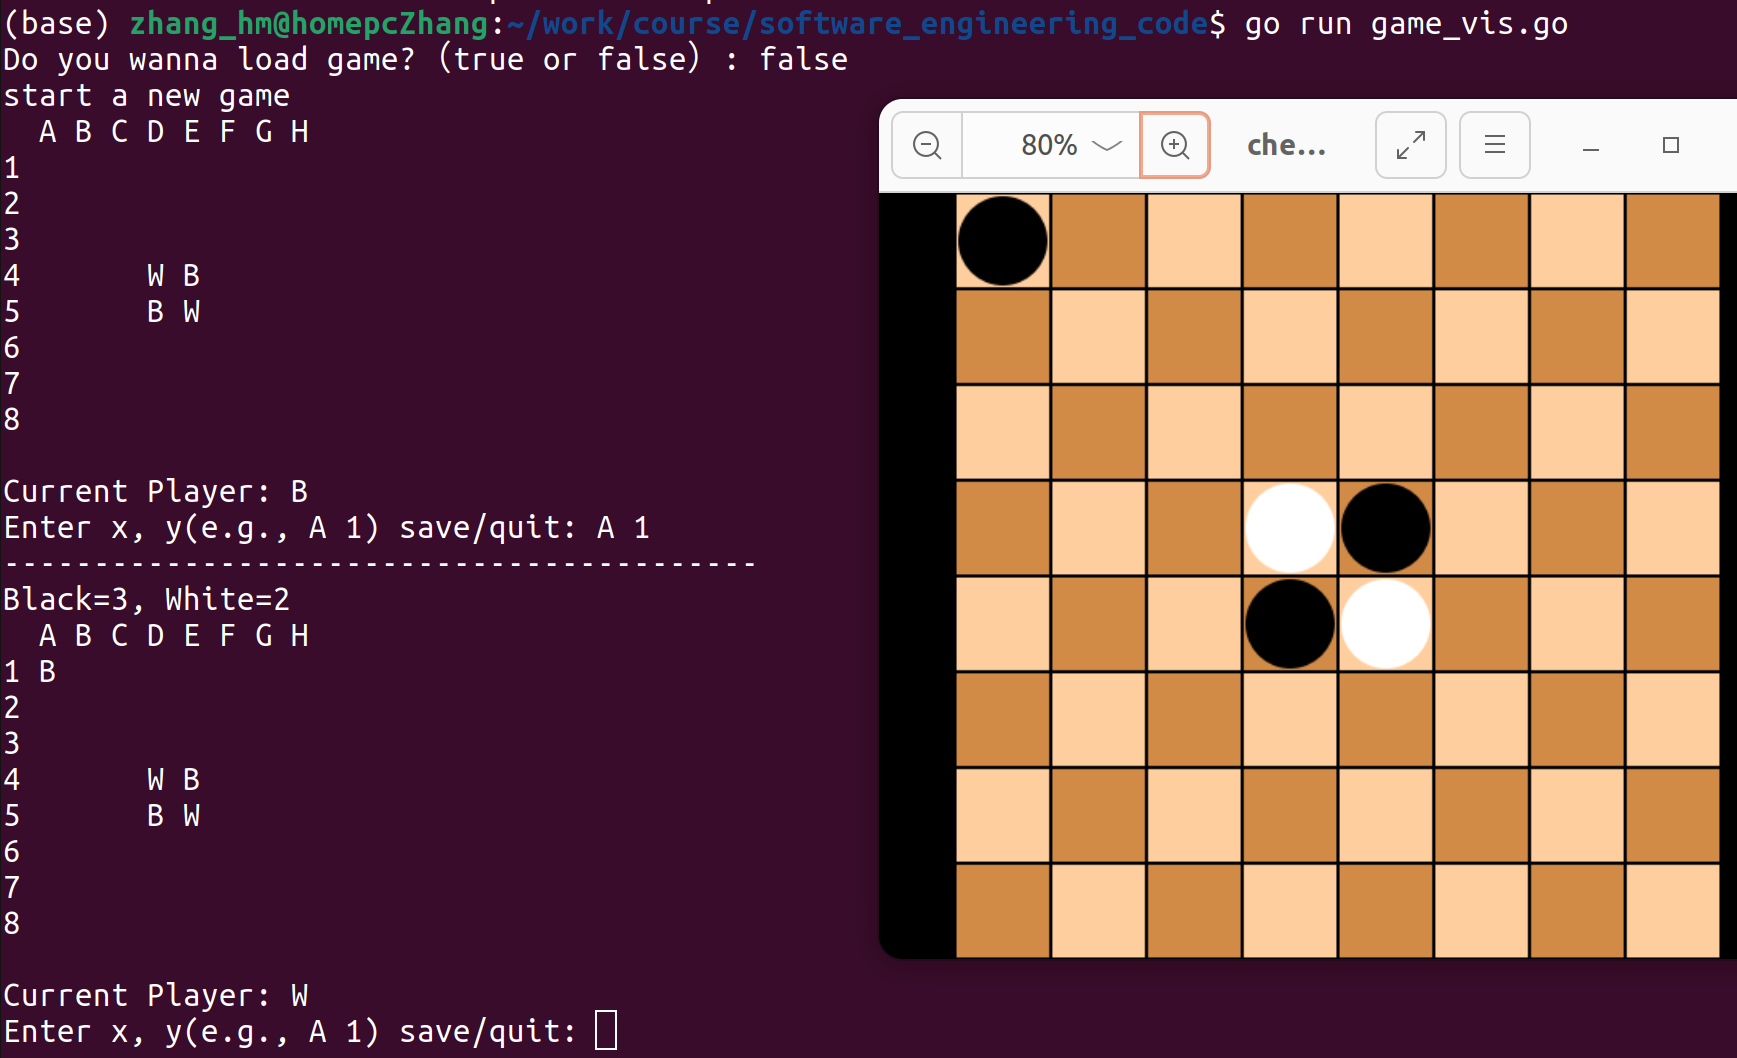 (base) zhang_hm@homepcZhang:~/work/course/software_engineering_code$ go run game_vis.go
Do you wanna load game? (true or false) : false
start a new game
  A B C D E F G H
1
2
3
4       W B
5       B W
6
7
8
Current Player: B
Enter x, y(e.g., A 1) save/quit: A 1
------------------------------------------
Black=3, White=2
  A B C D E F G H
1 B
2
3
4       W B
5       B W
6
7
8
Current Player: W
Enter x, y(e.g., A 1) save/quit:
80%
che...